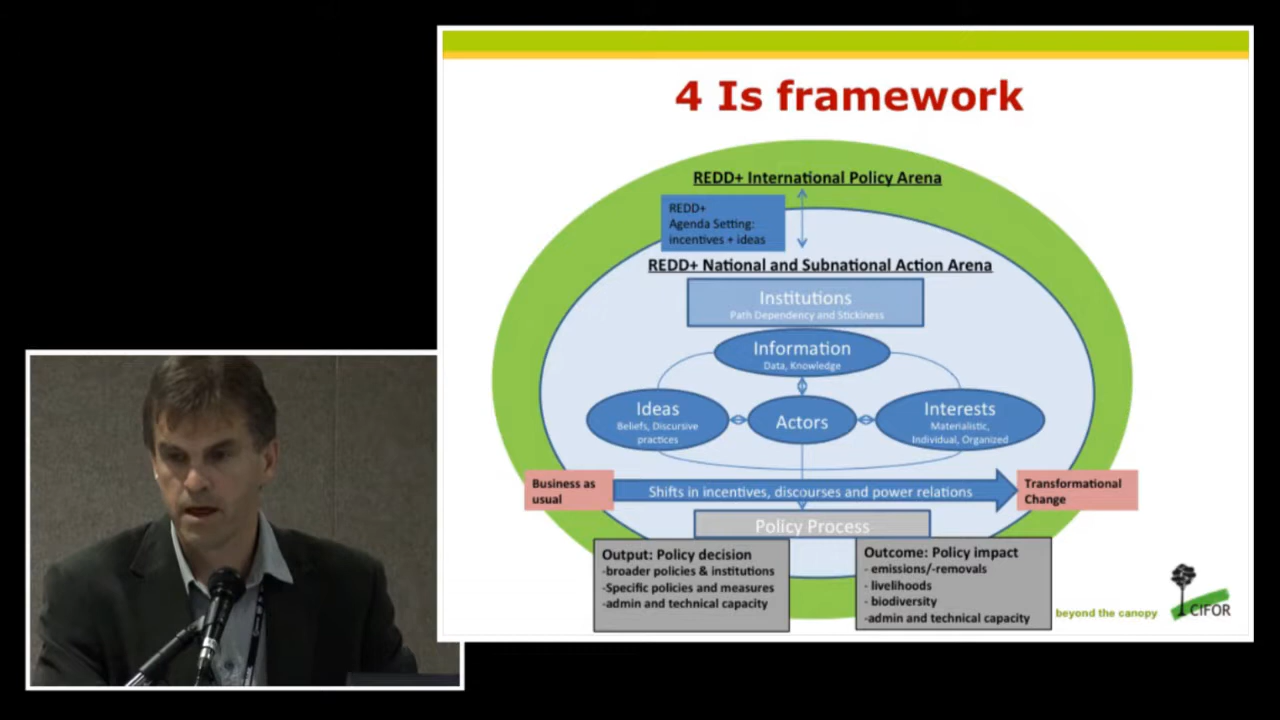 4 Is framework
REDD+ International Policy Arena
REDD+
Agenda Setting:
incentives + ideas
REDD+ National and Subnational Action Arena
Institutions
Path Dependency and Stickiness
Information
Data, Knowledge
Ideas
Beliefs, Discursive
practices
Actors
Interests
Materialistic,
Individual, Organized
Business as
usual
Shifts in incentives, discourses and power relations
Transformational
Change
Policy Process
Output: Policy decision
-broader policies & institutions
-Specific policies and measures
-admin and technical capacity
Outcome: Policy impact
- emissions/-removals
- livelihoods
- biodiversity
-admin and technical capacity
beyond the canopy
CIFOR